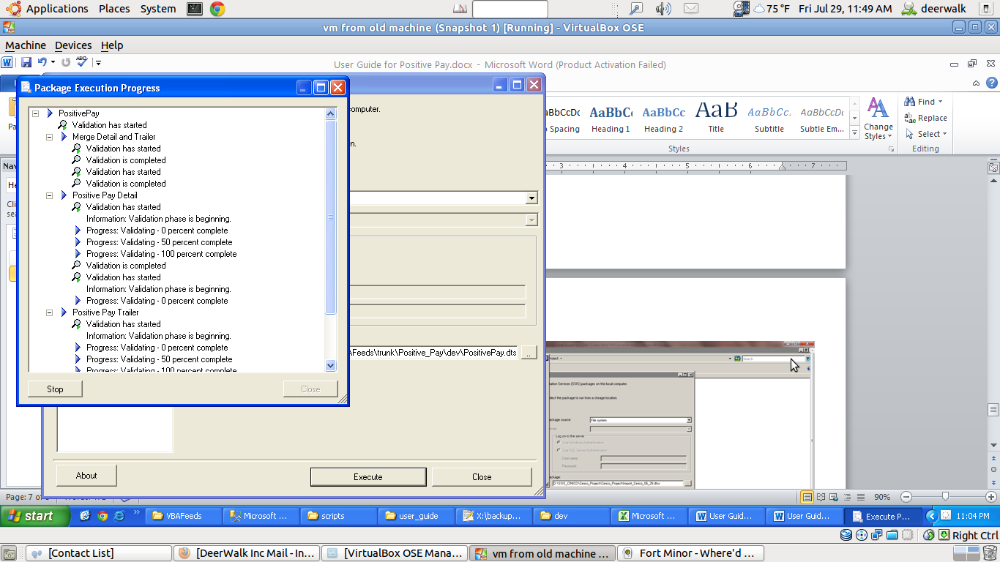 Applications Places System 75 °F Fri Jul 29, 11:49 AM deerwalk
vm from old machine (Snapshot 1) [Running] - VirtualBox OSE
Machine Devices Help
User Guide for Positive Pay.docx - Microsoft Word (Product Activation Failed)
Package Execution Progress
PositivePay
Validation has started
Merge Detail and Trailer
Validation has started
Validation is completed
Validation has started
Validation is completed
Positive Pay Detail
Validation has started
Information: Validation phase is beginning.
Progress: Validating - 0 percent complete
Progress: Validating - 50 percent complete
Progress: Validating - 100 percent complete
Validation is completed
Validation has started
Information: Validation phase is beginning.
Progress: Validating - 0 percent complete
Positive Pay Trailer
Validation has started
Information: Validation phase is beginning.
Progress: Validating - 0 percent complete
Progress: Validating - 50 percent complete
Progress: Validating - 100 percent complete
Stop Close
computer.
AFeeds\trunk\Positive_Pay\dev\PositivePay.dts
..
About Execute Close
AaBbCcDc AaBbCc AaBbCc AaB AaBbCc. AaBbCcDc
Spacing Heading 1 Heading 2 Title Subtitle Subtle Em...
Change
Styles
Find
Replace
Select
Styles Editing
Nav
3 4 5 6 7
Search
ration Services (SSIS) packages on the local computer.
elect the package to run from a storage location.
ackage source: File system
Log on to the server
Use Windows Authentication
Use SQL Server Authentication
User name:
Password:
ackage:
Page: 7 of 90%
start VBAFeeds Microsoft ... scripts user_guide X:\backup... dev Microsoft ... User Guid... User Guid... Execute P... 11:04 PM
Right Ctrl
[Contact List] [DeerWalk Inc Mail - In... [VirtualBox OSE Mana... vm from old machine ... Fort Minor - Where'd ...